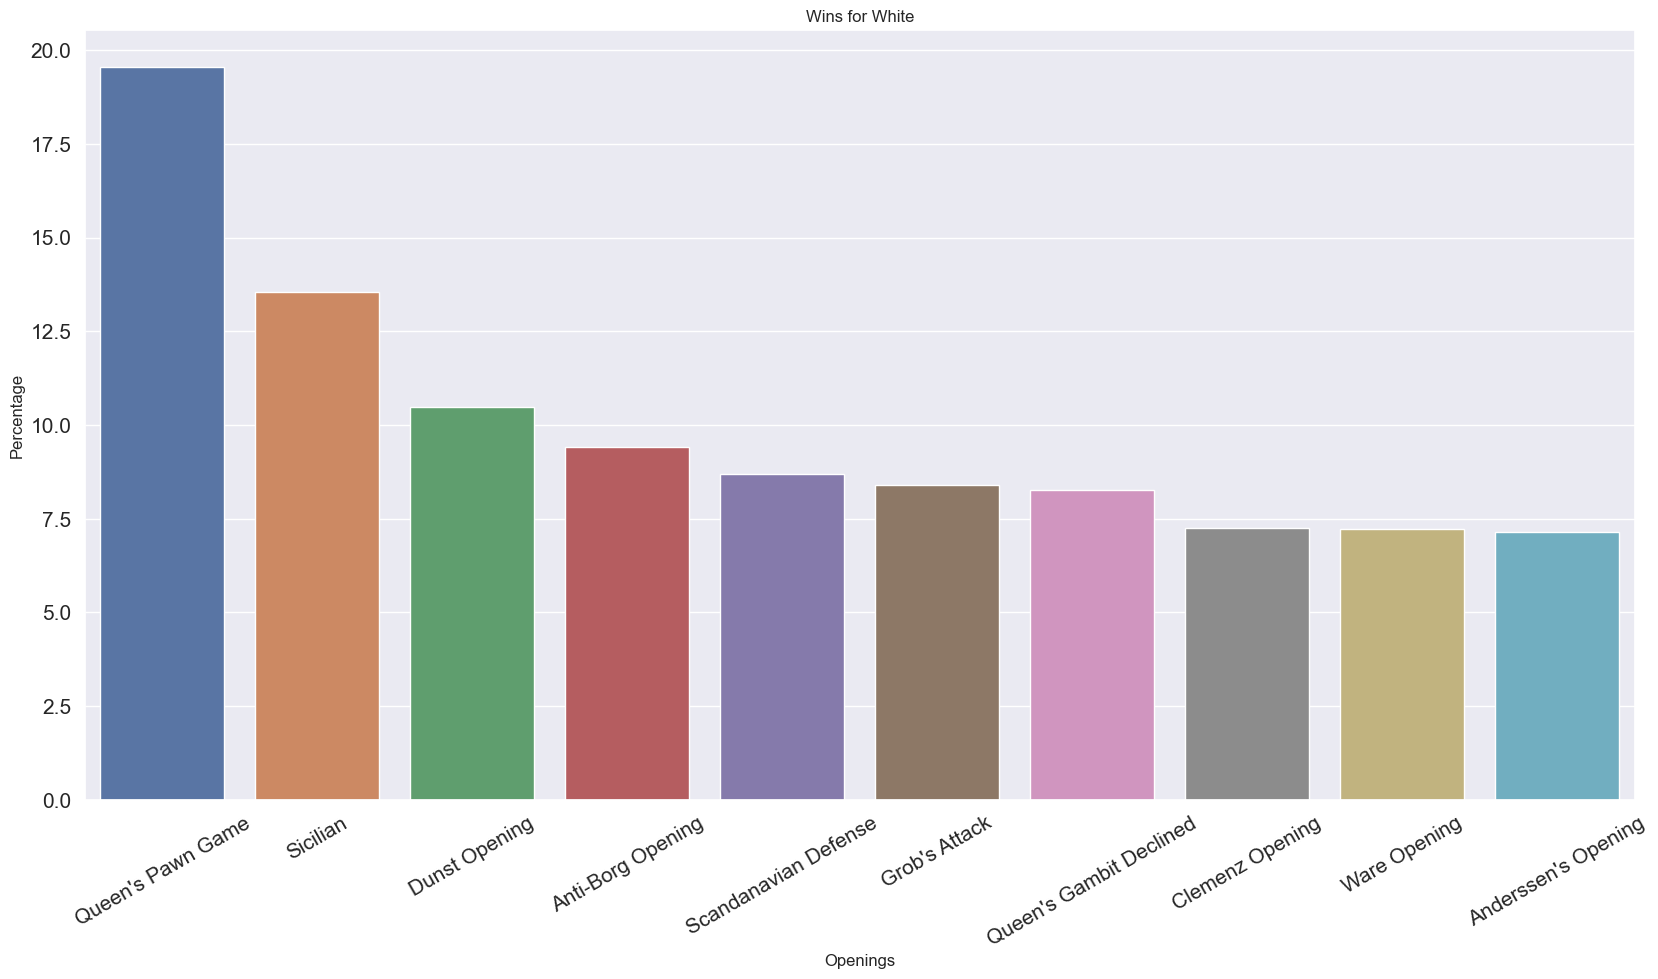 Wins for White
20.0
17.5
15.0
12.5
10.0
7.5
5.0
2.5
0.0
Percentage
Queen's Pawn Game
Sicilian
Dunst Opening
Anti-Borg Opening
Scandanavian Defense
Grob's Attack
Queen's Gambit Declined
Clemenz Opening
Ware Opening
Anderssen's Opening
Openings